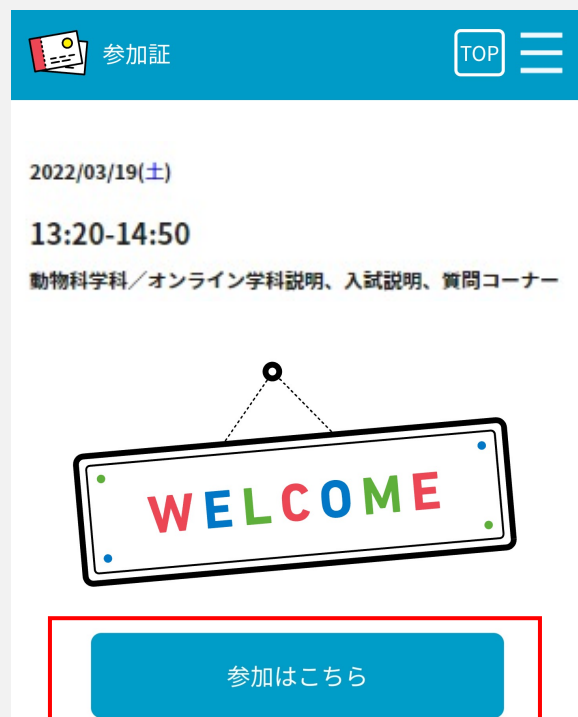 参加証
TOP
2022/03/19(土)
13:20-14:50
動物科学科／オンライン学科説明、入試説明、質問コーナー
WELCOME
参加はこちら